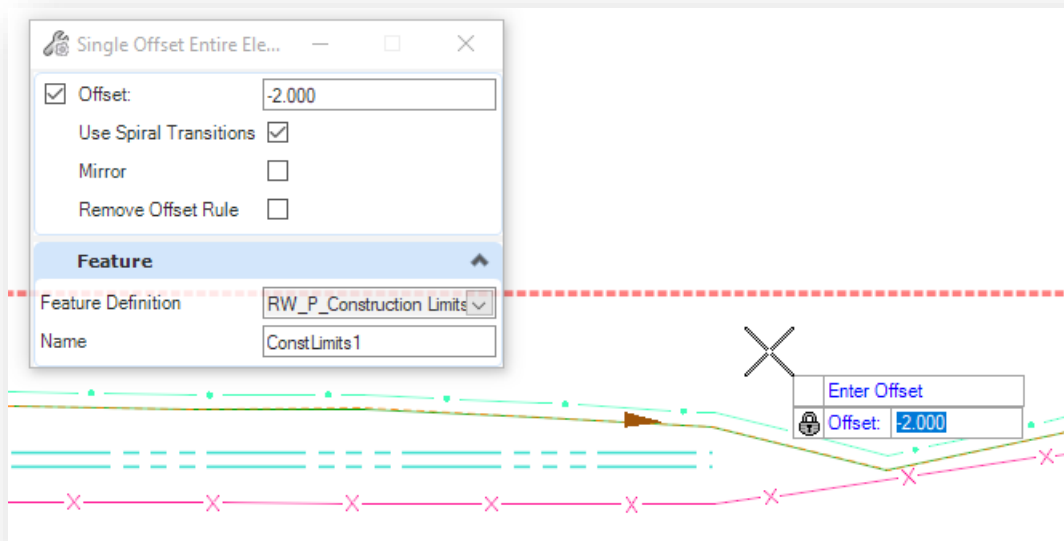 Single Offset Entire Ele...
Offset: -2.000
Use Spiral Transitions
Mirror
Remove Offset Rule
Feature
Feature Definition RW_P_Construction Limits
Name ConstLimits1
Enter Offset
Offset: -2.000